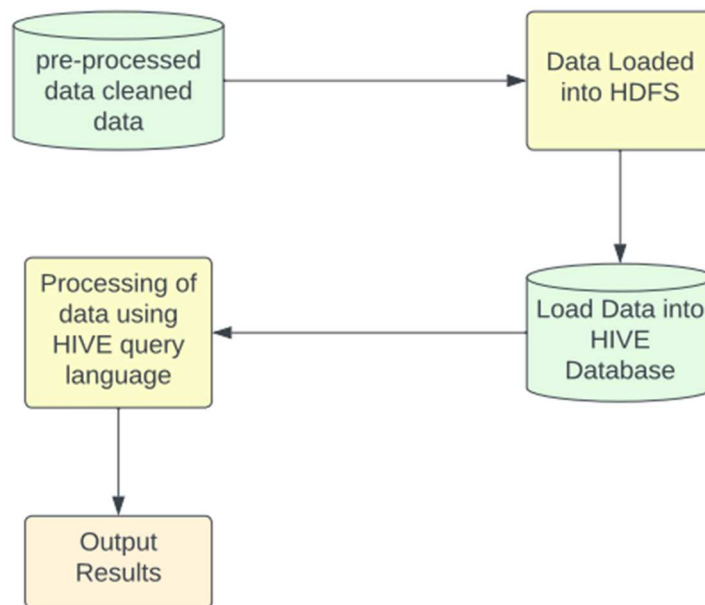 pre-processed
data cleaned
data
Data Loaded
into HDFS
Load Data into
HIVE
Database
Processing of
data using
HIVE query
language
Output
Results